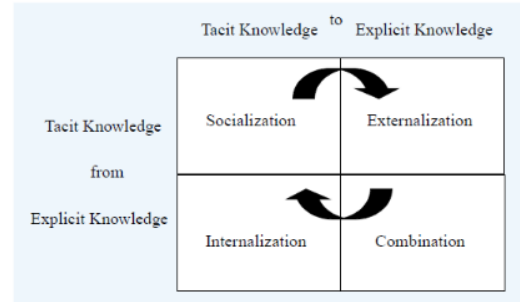 Tacit Knowledge to Explicit Knowledge
Socialization Externalization
Tacit Knowledge
from
Explicit Knowledge
Internalization Combination